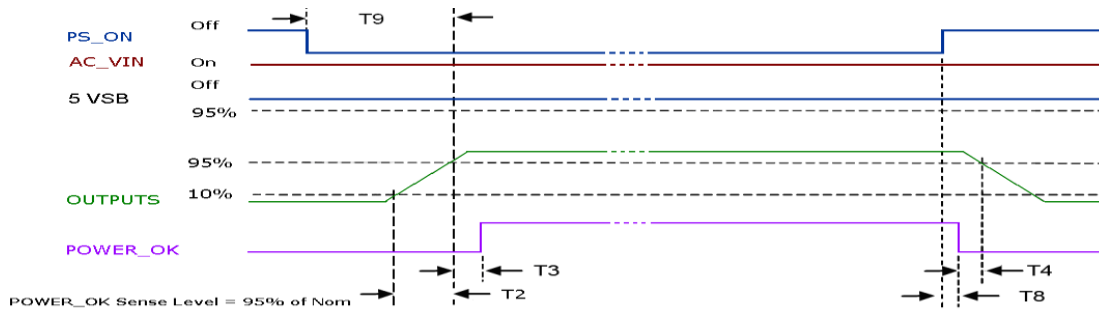 T9
Off
PS_ON
AC_VIN On
Off
5 VSB
95%
95%
10%
OUTPUTS
POWER_OK
T3 T4
T2 T8
POWER_OK Sense Level = 95% of Nom